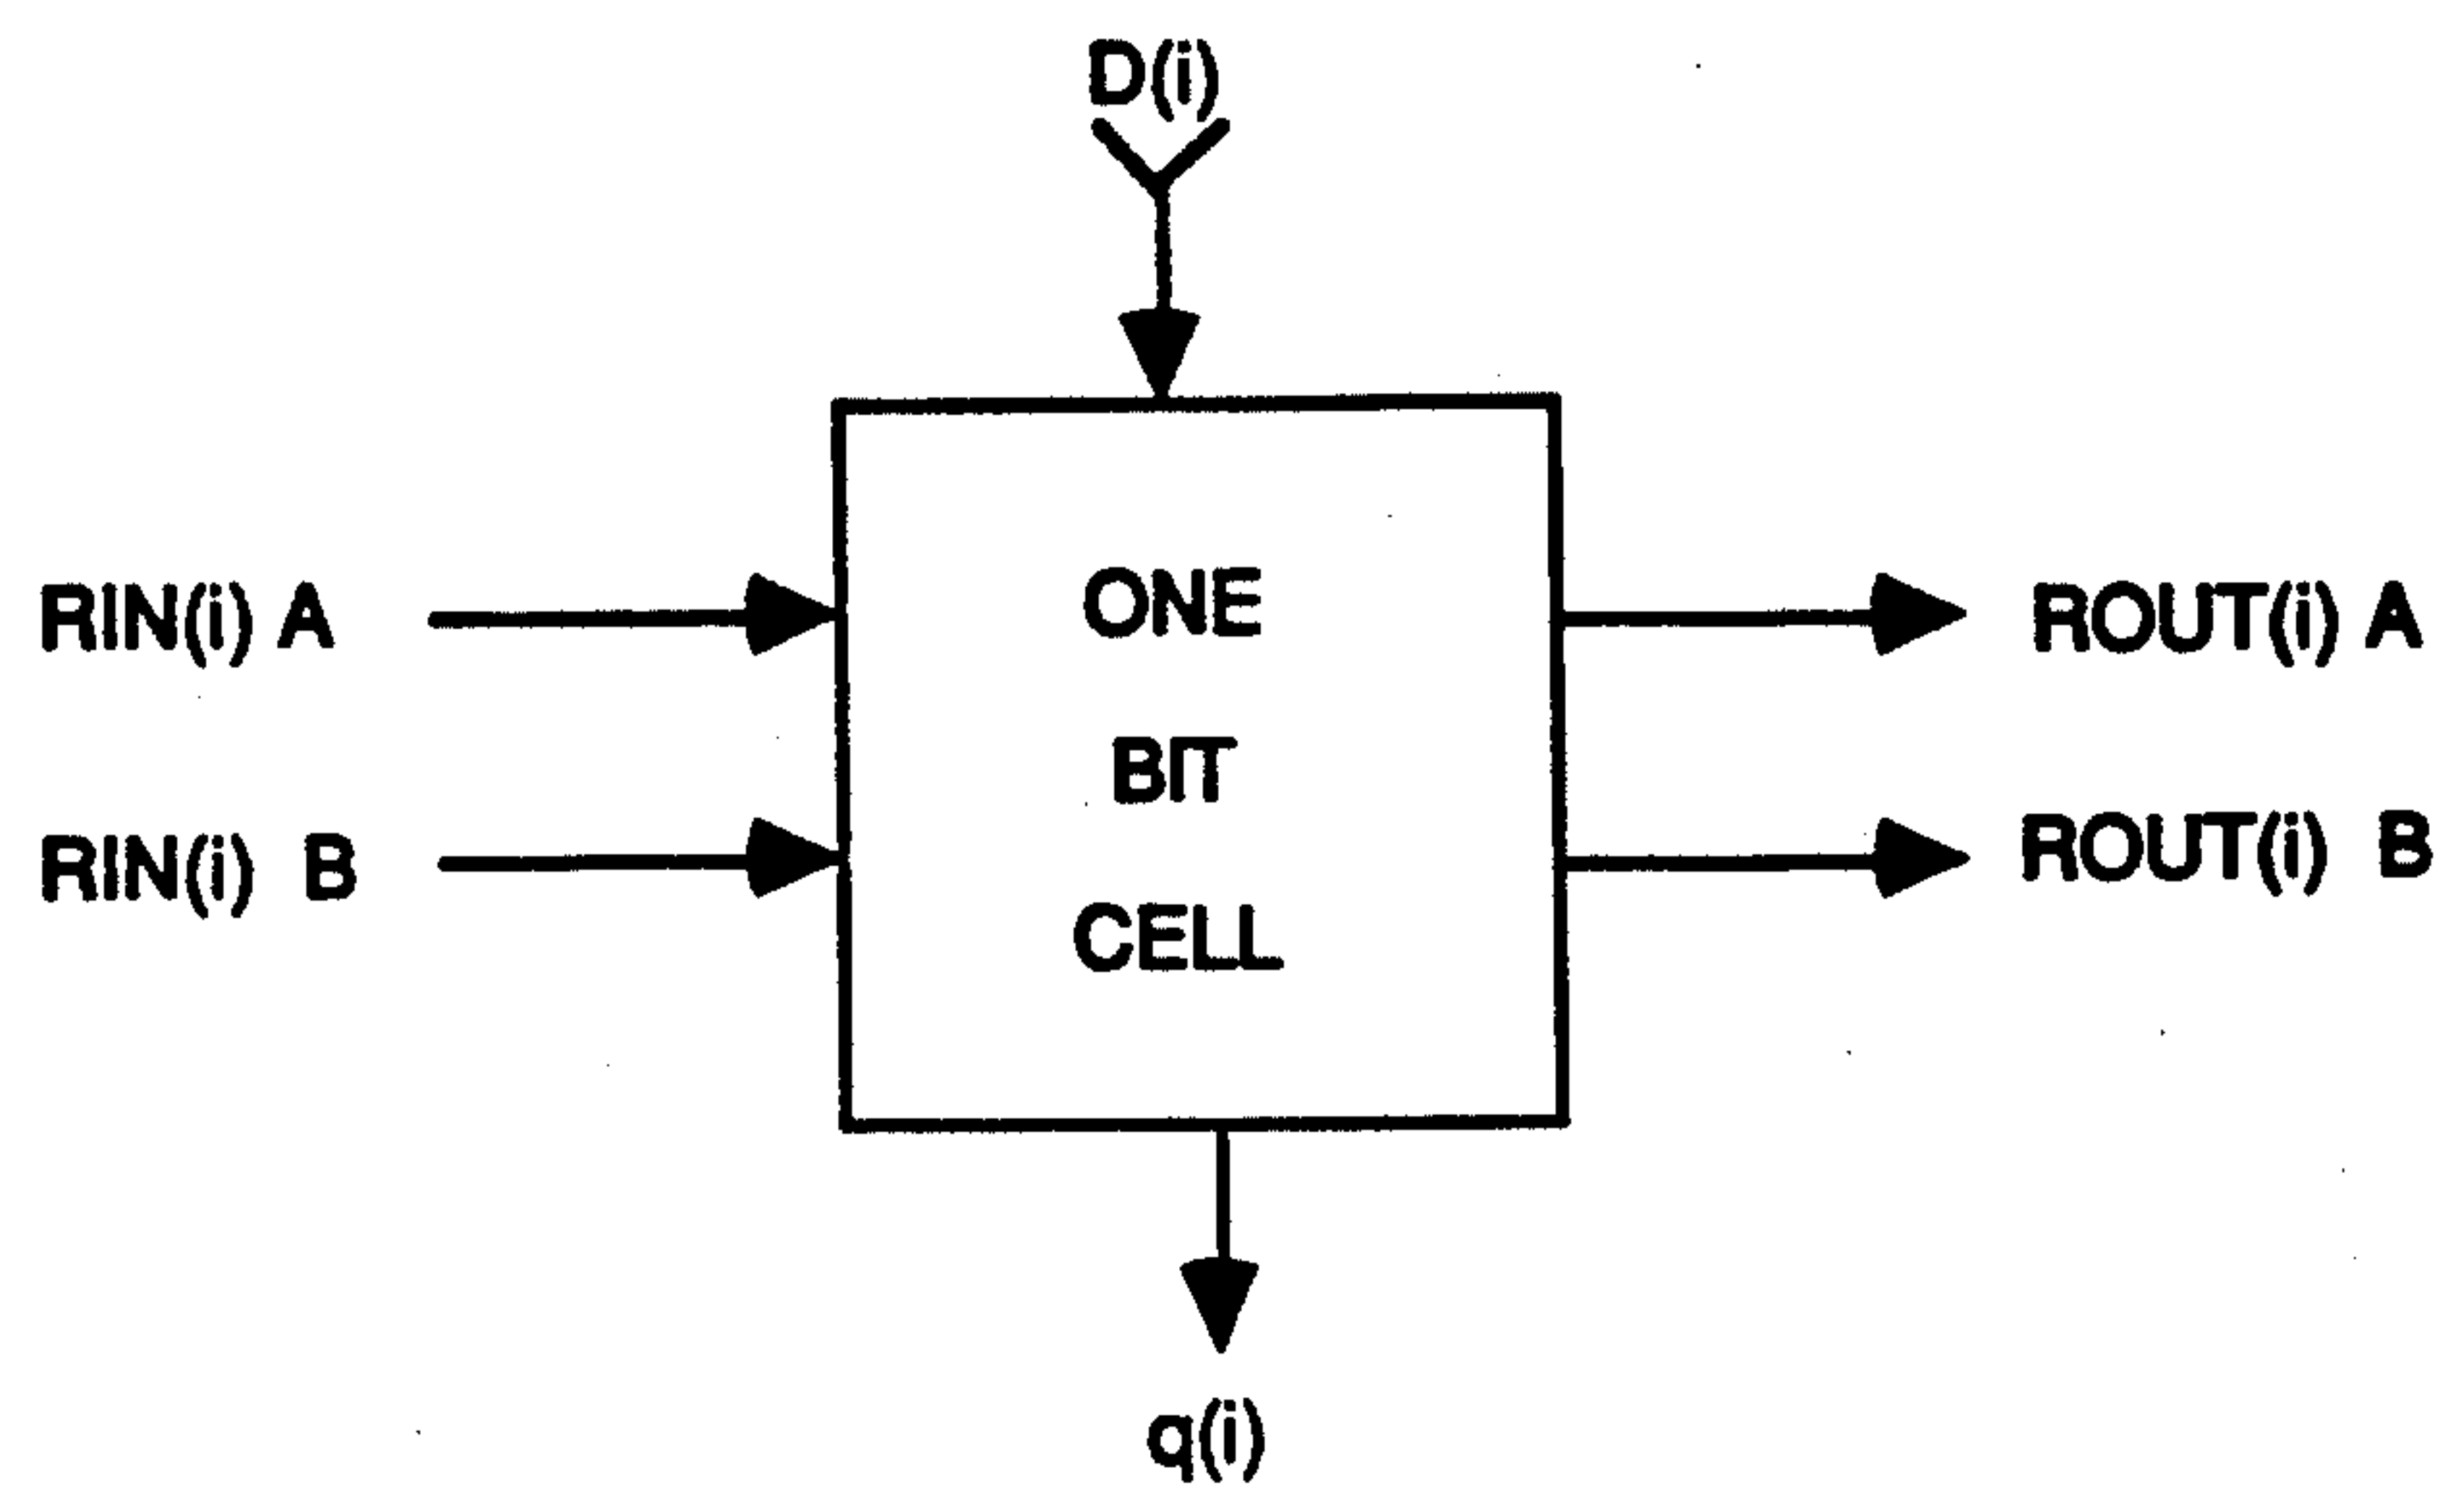 D(i)
RIN(i) A
ONE
ROUT(i) A
BIT
RIN(i) B
ROUT(i) B
CELL
q(i)